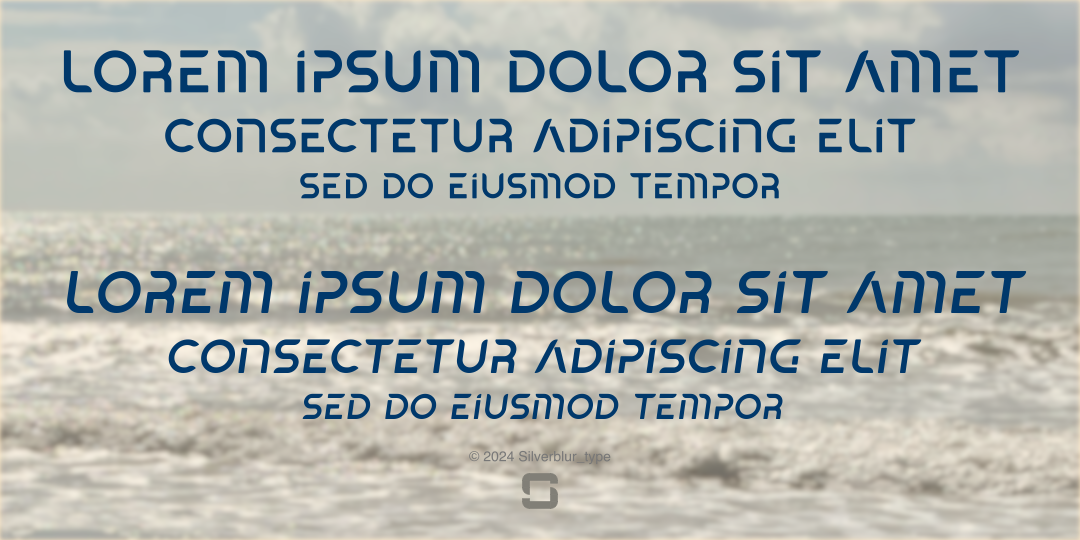 LOREM iPSUM DOLOR SiT AMET
CONSECTETUR ADiPiSCiNG ELiT
SED DO EiUSMOD TEMPOR
LOREM iPSUM DOLOR SiT AMET
CONSECTETUR ADiPiSCiNG ELiT
SED DO EiUSMOD TEMPOR
© 2024 Silverblur_type